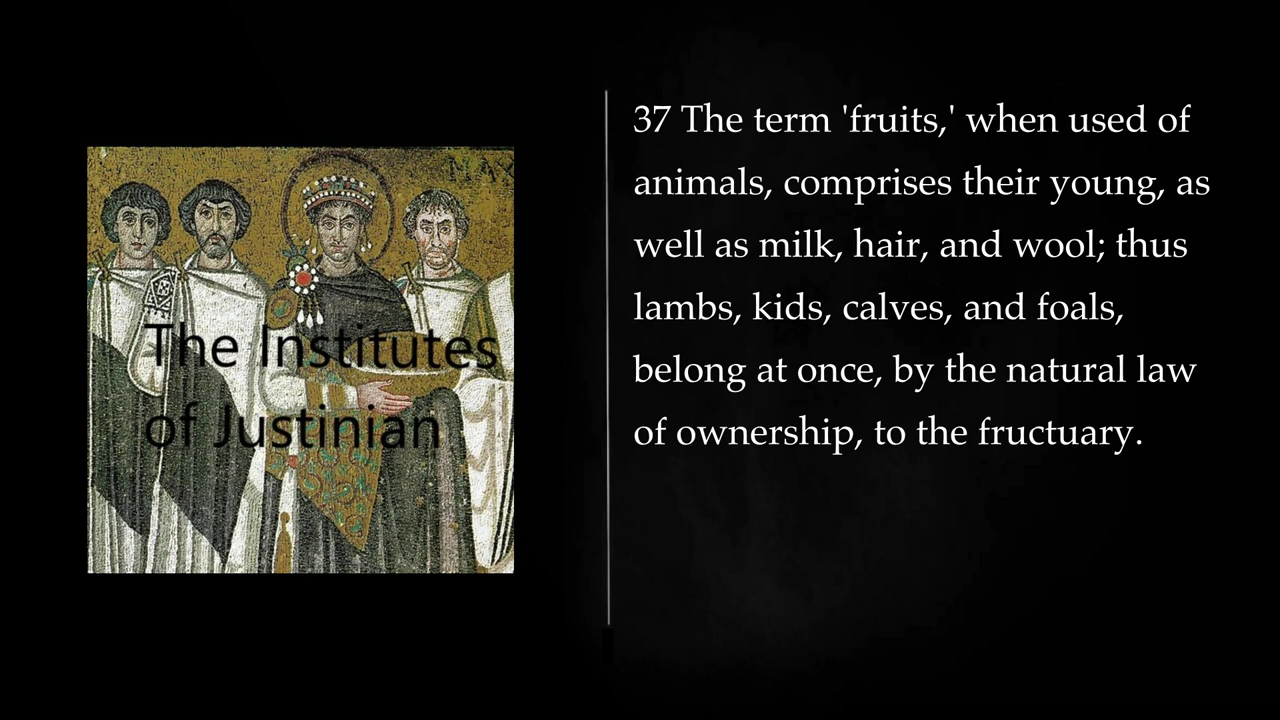 MAX
The Institutes
of Justinian
37 The term 'fruits,' when used of
animals, comprises their young, as
well as milk, hair, and wool; thus
lambs, kids, calves, and foals,
belong at once, by the natural law
of ownership, to the fructuary.